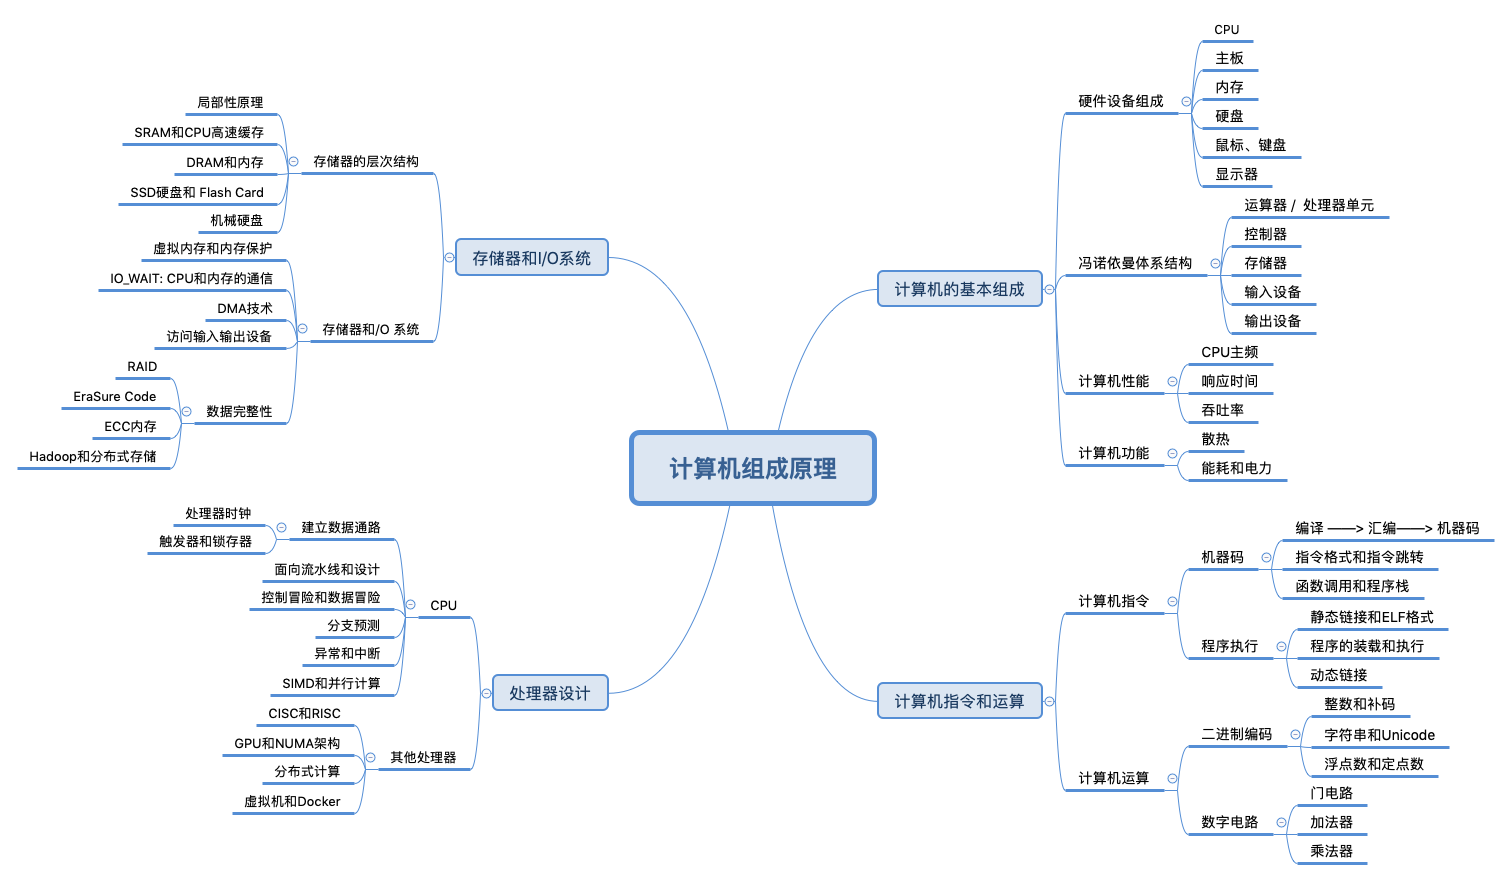 计算机组成原理
计算机的基本组成
硬件设备组成
CPU
主板
内存
硬盘
鼠标、键盘
显示器
冯诺依曼体系结构
运算器 / 处理器单元
控制器
存储器
输入设备
输出设备
计算机性能
CPU主频
响应时间
吞吐率
计算机功能
散热
能耗和电力
计算机指令和运算
计算机指令
机器码
编译 ——> 汇编——> 机器码
指令格式和指令跳转
函数调用和程序栈
程序执行
静态链接和ELF格式
程序的装载和执行
动态链接
计算机运算
二进制编码
整数和补码
字符串和Unicode
浮点数和定点数
数字电路
门电路
加法器
乘法器
存储器和I/O系统
存储器的层次结构
局部性原理
SRAM和CPU高速缓存
DRAM和内存
SSD硬盘和 Flash Card
机械硬盘
存储器和/O 系统
虚拟内存和内存保护
IO_WAIT: CPU和内存的通信
DMA技术
访问输入输出设备
数据完整性
RAID
EraSure Code
ECC内存
Hadoop和分布式存储
处理器设计
CPU
建立数据通路
处理器时钟
触发器和锁存器
面向流水线和设计
控制冒险和数据冒险
分支预测
异常和中断
SIMD和并行计算
其他处理器
CISC和RISC
GPU和NUMA架构
分布式计算
虚拟机和Docker